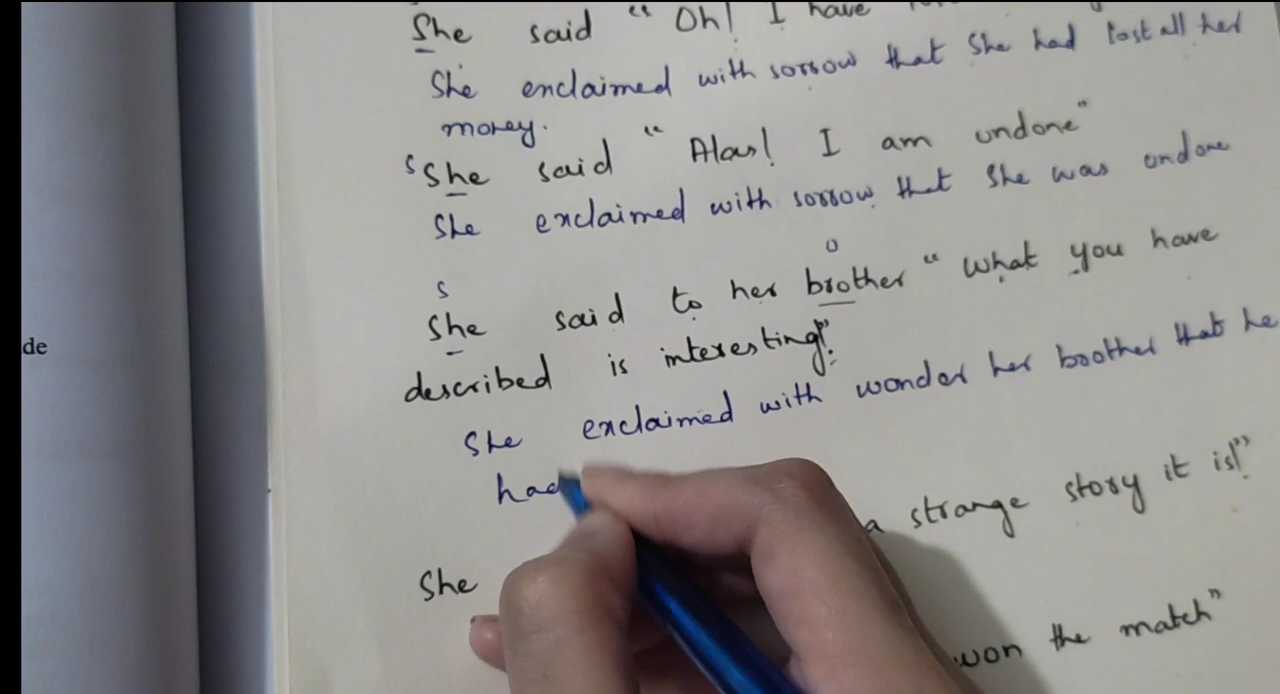 She said " Oh! I have
She enclaimed with sorrow that She had lost all her
money.
S She said " Alas! I am undone"
She exclaimed with sorrow that She was undone
S O
She said to her brother " what you have
described is interesting!"
de
She exclaimed with wonder her brother that he
had
a strange story it is!"
She
won the match"